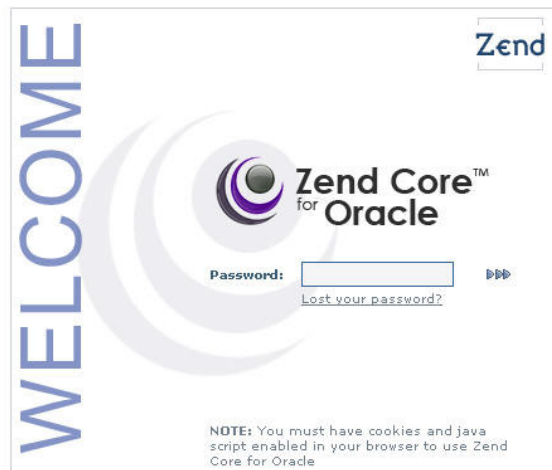 WELCOME
Zend
Zend Core™
for Oracle
Password:
Lost your password?
NOTE: You must have cookies and java
script enabled in your browser to use Zend
Core for Oracle